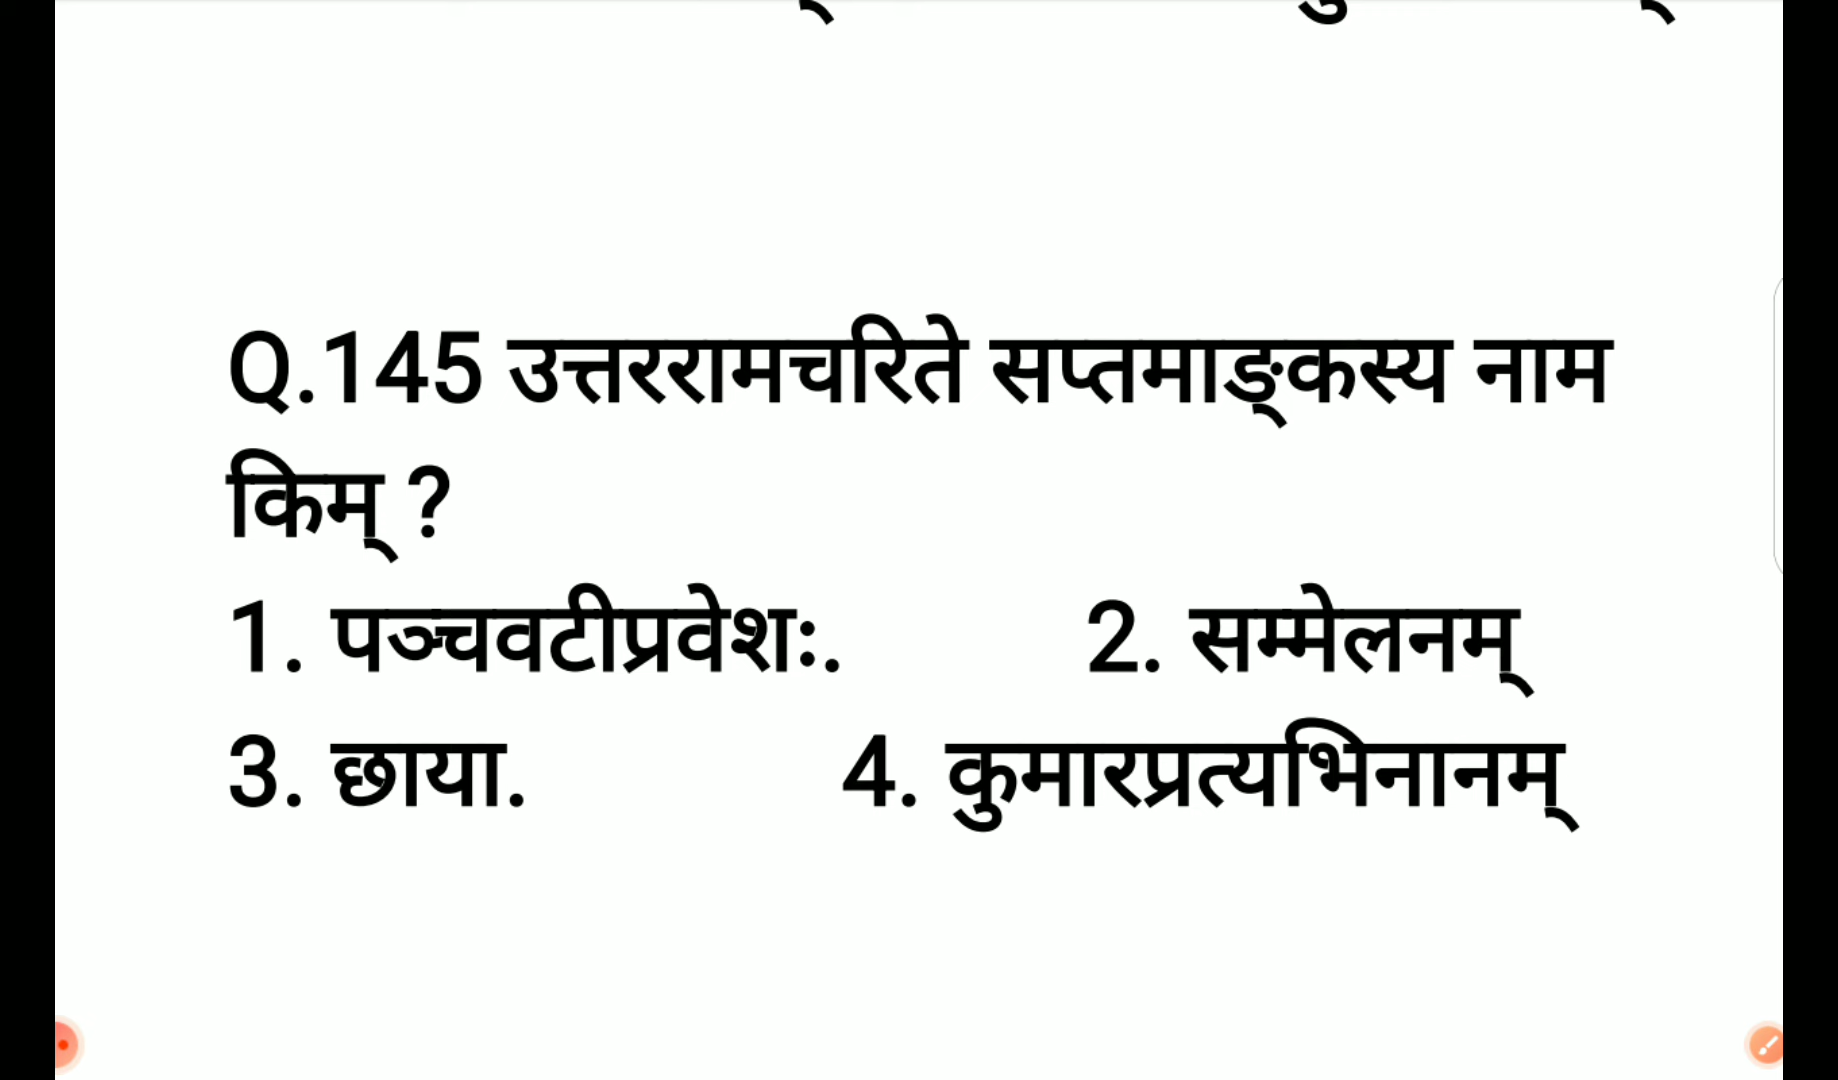 Q.145 उत्तररामचरिते सप्तमाङ्कस्य नाम
किम् ?
1. पञ्चवटीप्रवेशः. 2. सम्मेलनम्
3. छाया. 4. कुमारप्रत्यभिनानम्